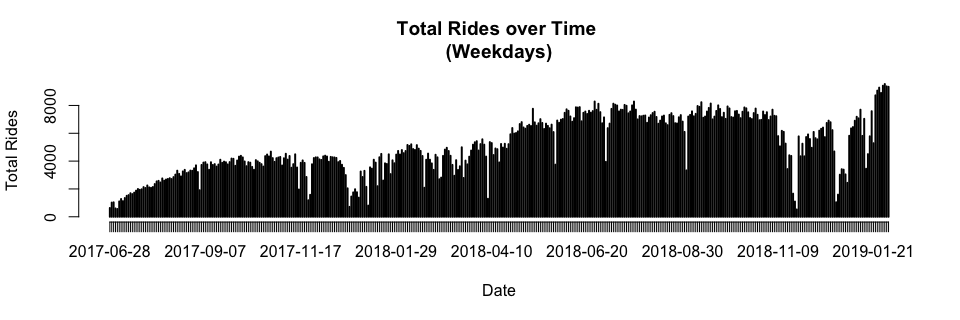 Total Rides over Time
(Weekdays)
Total Rides
8000
4000
0
2017-06-28 2017-09-07 2017-11-17 2018-01-29 2018-04-10 2018-06-20 2018-08-30 2018-11-09 2019-01-21
Date